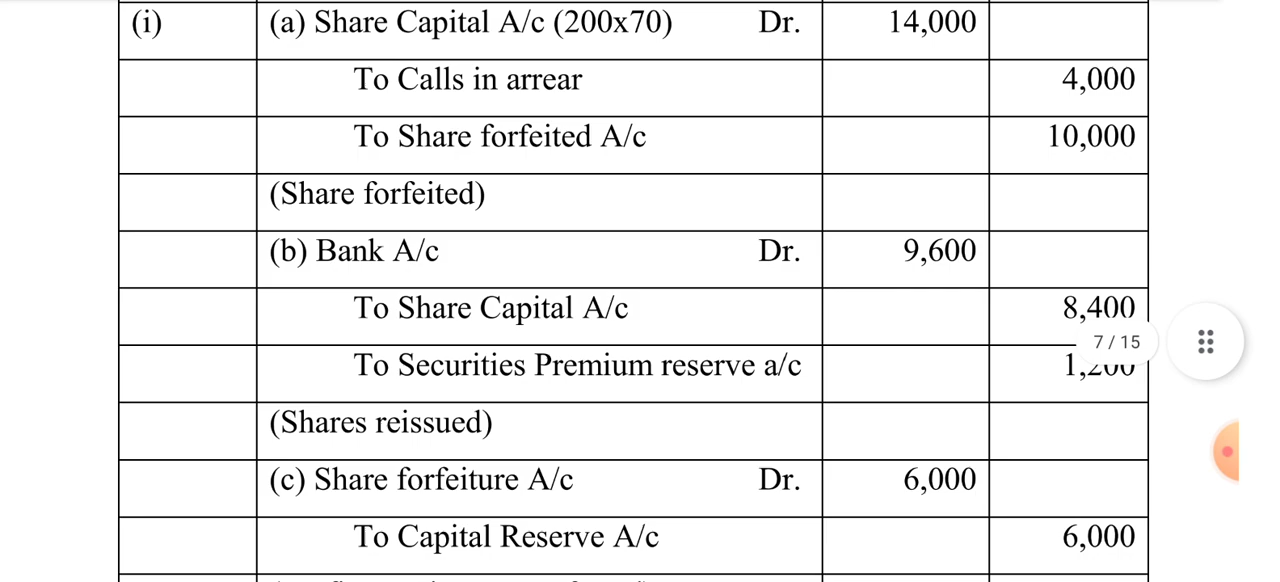 (i) (a) Share Capital A/c (200x70) Dr. 14,000
To Calls in arrear 4,000
To Share forfeited A/c 10,000
(Share forfeited)
(b) Bank A/c Dr. 9,600
To Share Capital A/c 8,400
7 / 15
To Securities Premium reserve a/c 1,200
(Shares reissued)
(c) Share forfeiture A/c Dr. 6,000
To Capital Reserve A/c 6,000